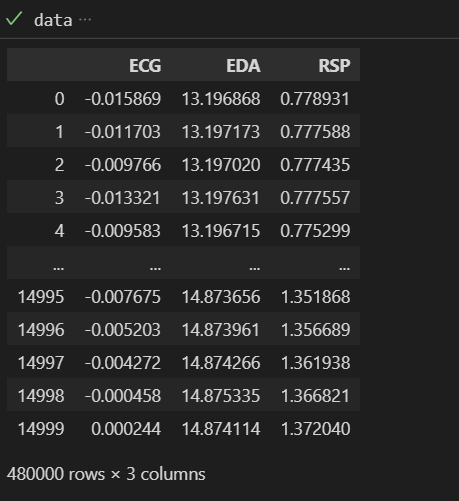 data ...
ECG EDA RSP
0 -0.015869 13.196868 0.778931
1 -0.011703 13.197173 0.777588
2 -0.009766 13.197020 0.777435
3 -0.013321 13.197631 0.777557
4 -0.009583 13.196715 0.775299
... ... ... ...
14995 -0.007675 14.873656 1.351868
14996 -0.005203 14.873961 1.356689
14997 -0.004272 14.874266 1.361938
14998 -0.000458 14.875335 1.366821
14999 0.000244 14.874114 1.372040
480000 rows × 3 columns